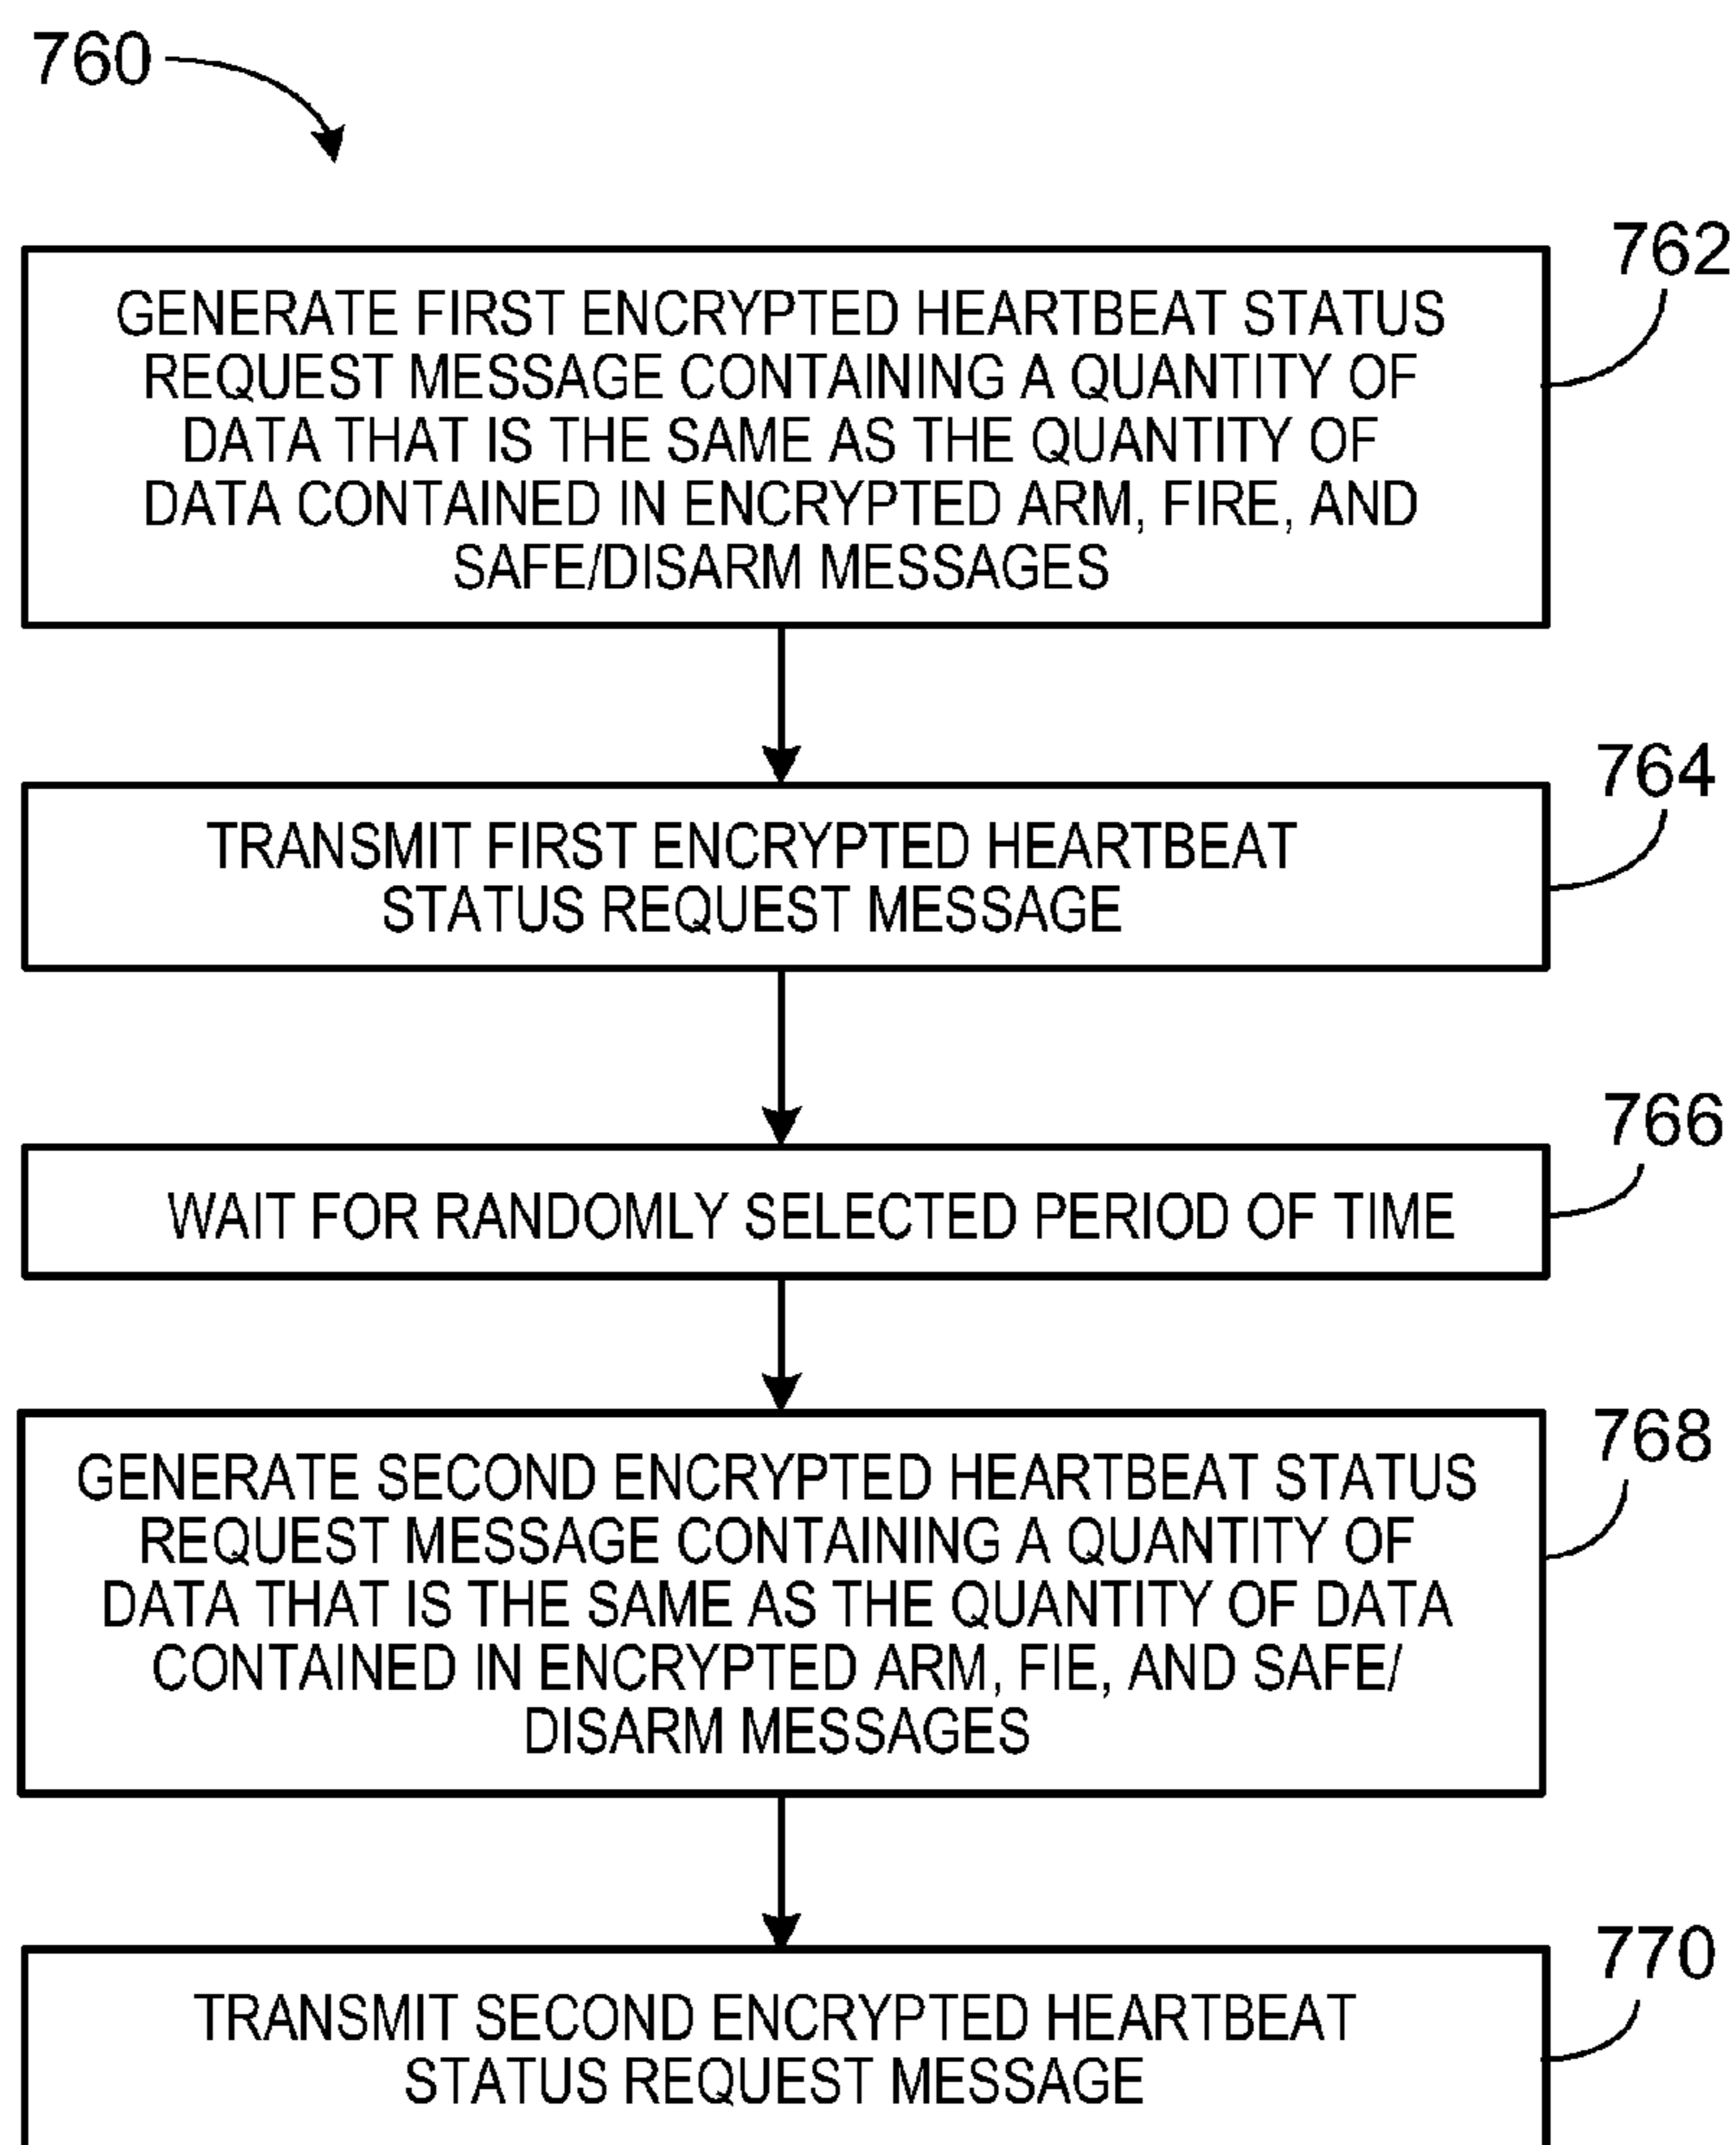 760
762
GENERATE FIRST ENCRYPTED HEARTBEAT STATUS
REQUEST MESSAGE CONTAINING A QUANTITY OF
DATA THAT IS THE SAME AS THE QUANTITY OF
DATA CONTAINED IN ENCRYPTED ARM, FIRE, AND
SAFE/DISARM MESSAGES
764
TRANSMIT FIRST ENCRYPTED HEARTBEAT
STATUS REQUEST MESSAGE
766
WAIT FOR RANDOMLY SELECTED PERIOD OF TIME
768
GENERATE SECOND ENCRYPTED HEARTBEAT STATUS
REQUEST MESSAGE CONTAINING A QUANTITY OF
DATA THAT IS THE SAME AS THE QUANTITY OF DATA
CONTAINED IN ENCRYPTED ARM, FIE, AND SAFE/
DISARM MESSAGES
770
TRANSMIT SECOND ENCRYPTED HEARTBEAT
STATUS REQUEST MESSAGE